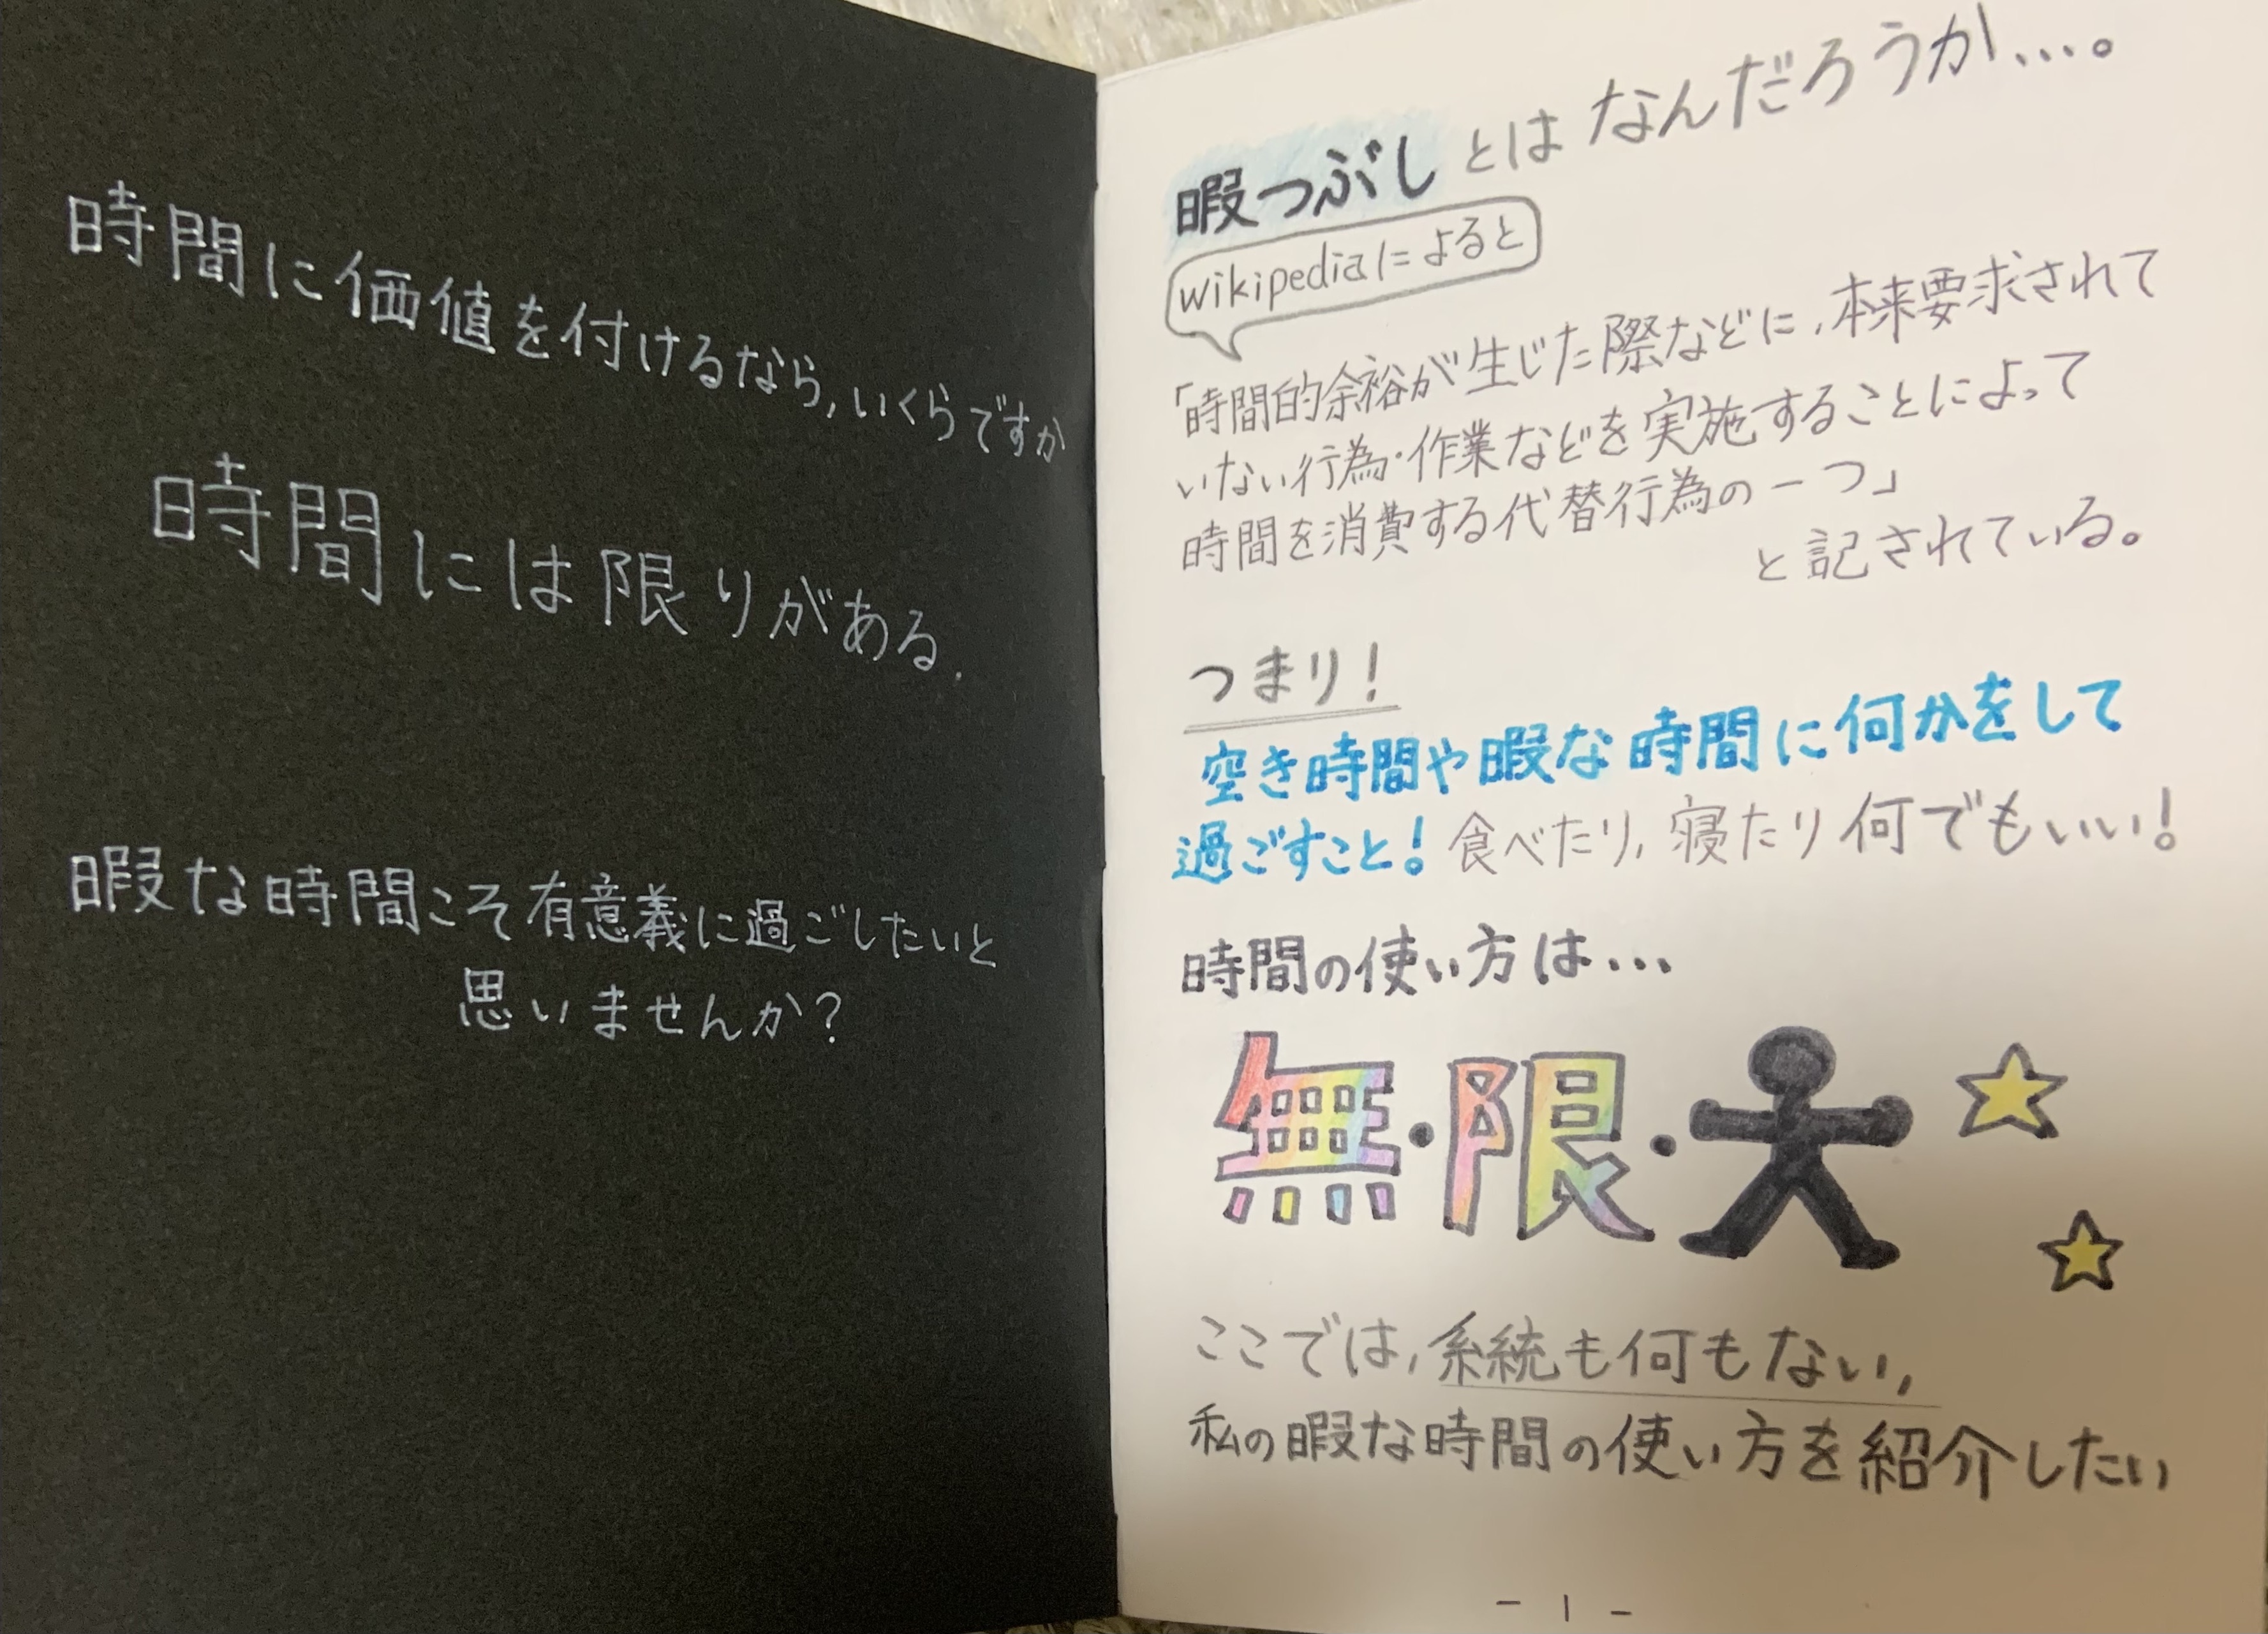 時間に価値を付けるなら,いくらですか
時間には限りがある.
暇な時間こそ有意義に過ごしたいと
思いませんか?
暇つぶしとはなんだろうか…。
wikipediaによると
「時間的余裕が生じた際などに,本来要求されて
いない行為・作業などを実施することによって
時間を消費する代替行為の一つ」
と記されている。
つまり!
空き時間や暇な時間に何かをして
過ごすこと!食べたり,寝たり何でもいい!
時間の使い方は…
無・限・大
ここでは,系統も何もない,
私の暇な時間の使い方を紹介したい
- 1 -